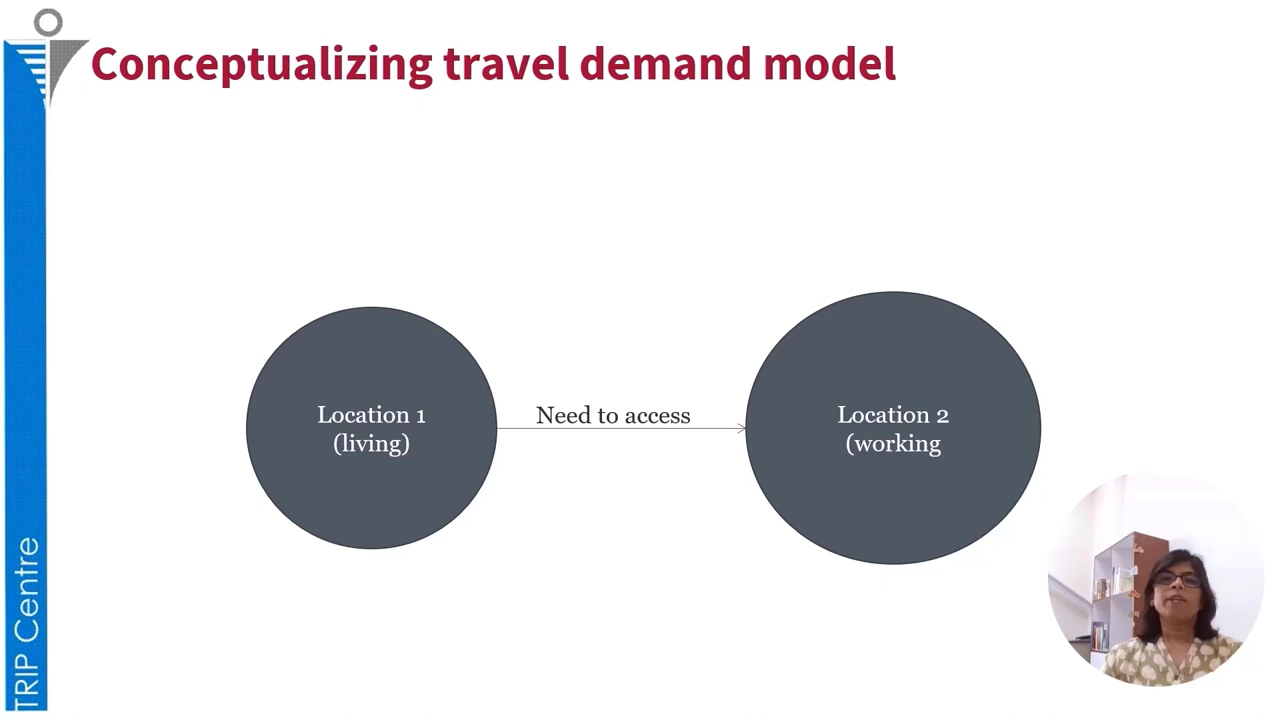 Conceptualizing travel demand model
Location 1
(living)
Need to access
Location 2
(working
TRIP Centre